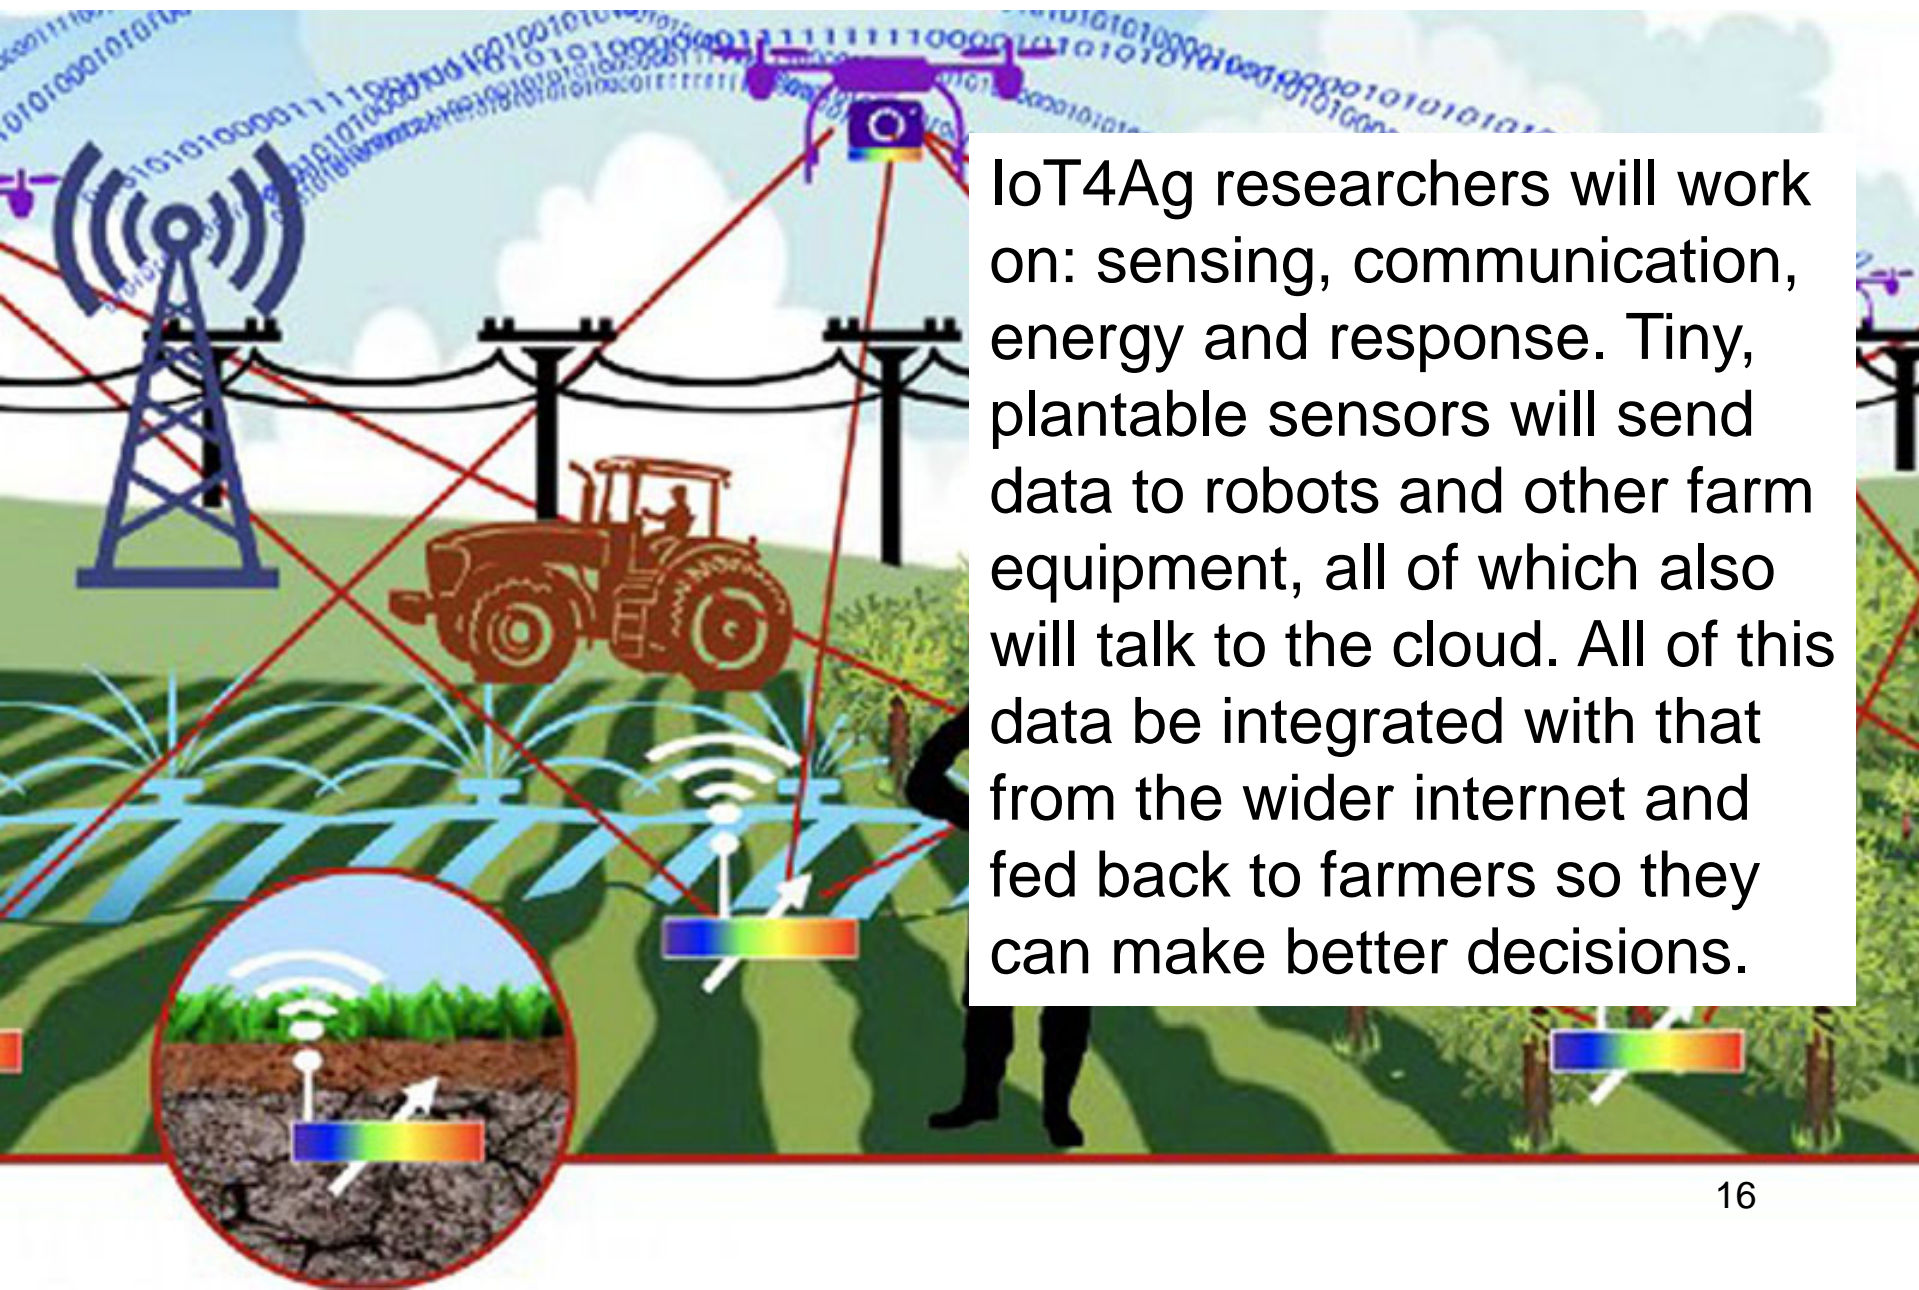 IoT4Ag researchers will work
on: sensing, communication,
energy and response. Tiny,
plantable sensors will send
data to robots and other farm
equipment, all of which also
will talk to the cloud. All of this
data be integrated with that
from the wider internet and
fed back to farmers so they
can make better decisions.
16